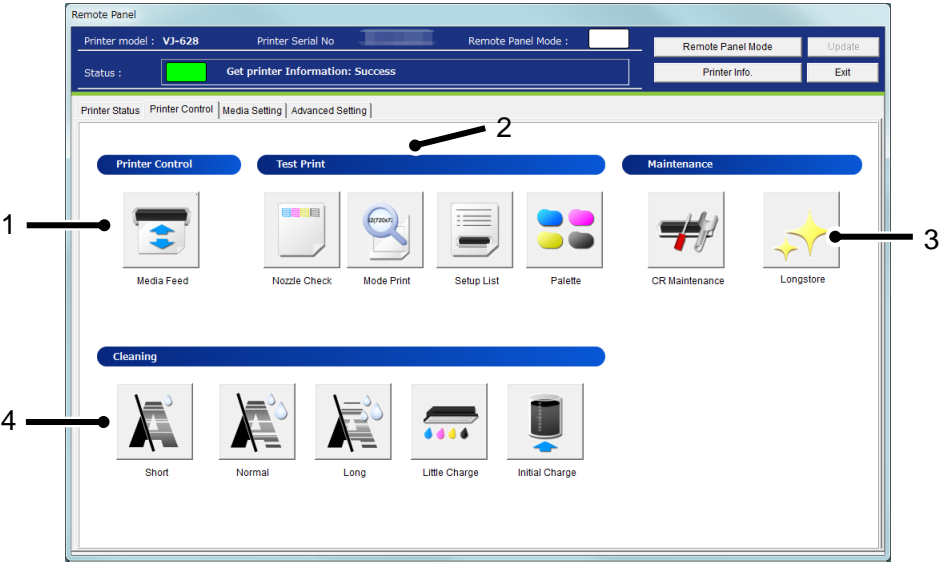 Remote Panel
Printer model : VJ-628 Printer Serial No Remote Panel Mode :
Remote Panel Mode Update
Status : Get printer Information: Success
Printer Info. Exit
Printer Status Printer Control Media Setting Advanced Setting
2
Printer Control Test Print Maintenance
1
62(720x72
3
Media Feed Nozzle Check Mode Print Setup List Palette CR Maintenance Longstore
Cleaning
4
Short Normal Long Little Charge Initial Charge